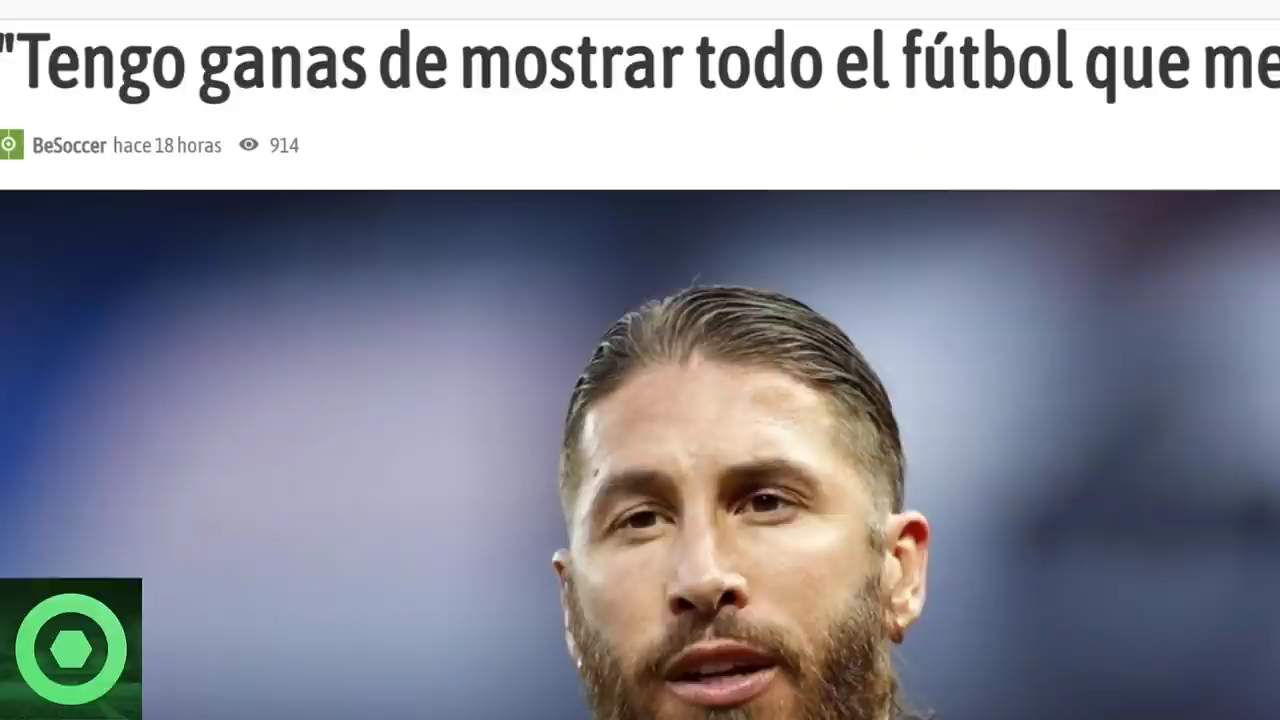 "Tengo ganas de mostrar todo el fútbol que me
BeSoccer hace 18 horas 914